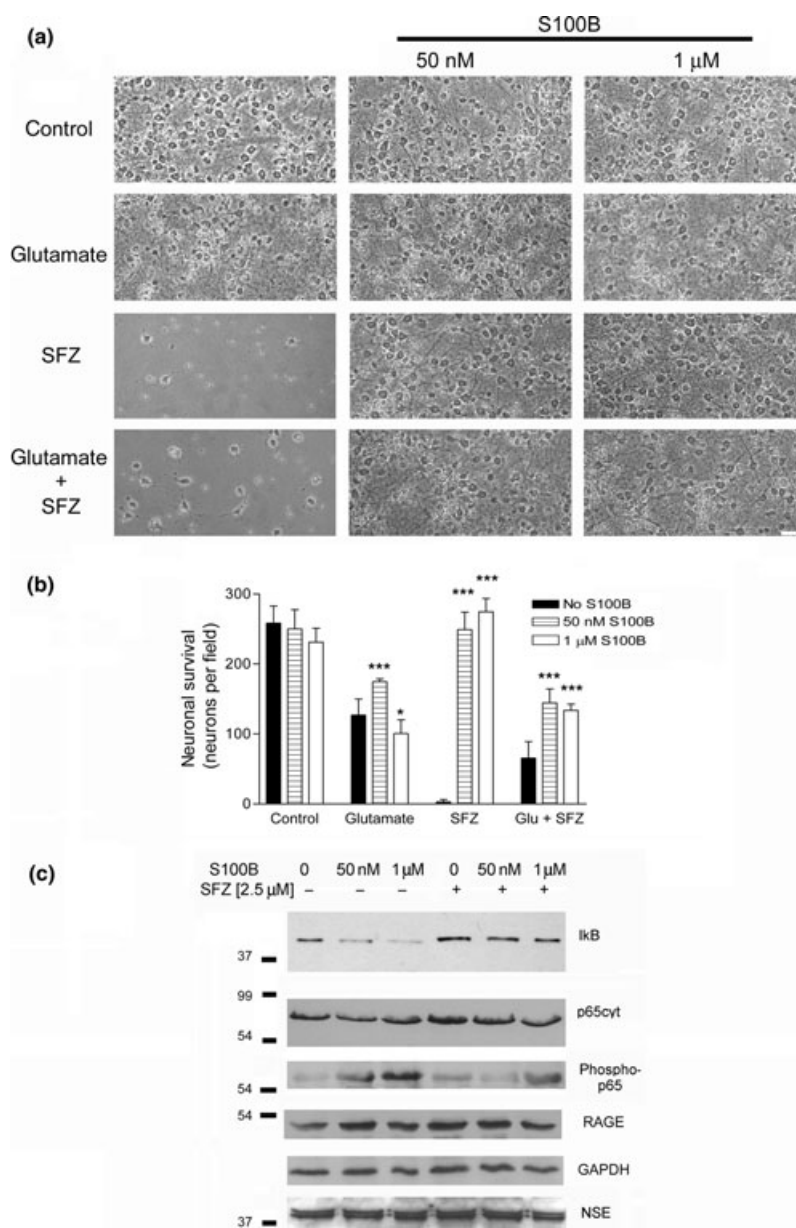 (a)
S100B
50 nM 1 µM
Control
Glutamate
SFZ
Glutamate
+
SFZ
(b)
Neuronal survival
(neurons per field)
300
200
100
0
*** * *** *** *** ***
No S100B
50 nM S100B
1 µM S100B
Control Glutamate SFZ Glu + SFZ
(c)
S100B 0 50 nM 1 µM 0 50 nM 1 µM
SFZ [2.5 µM] – – – + + +
IkB
37
99
p65cyt
54
Phospho-
p65
54
54
RAGE
GAPDH
NSE
37